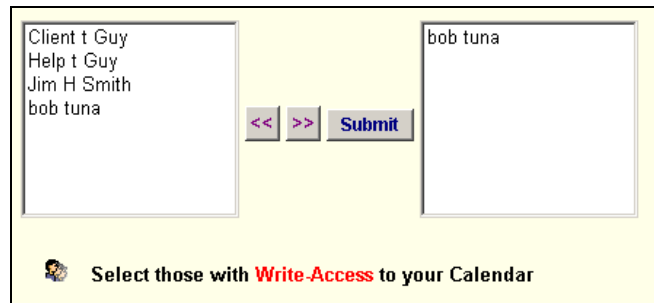 Client t Guy
Help t Guy
Jim H Smith
bob tuna
<< >> Submit
bob tuna
Select those with Write-Access to your Calendar